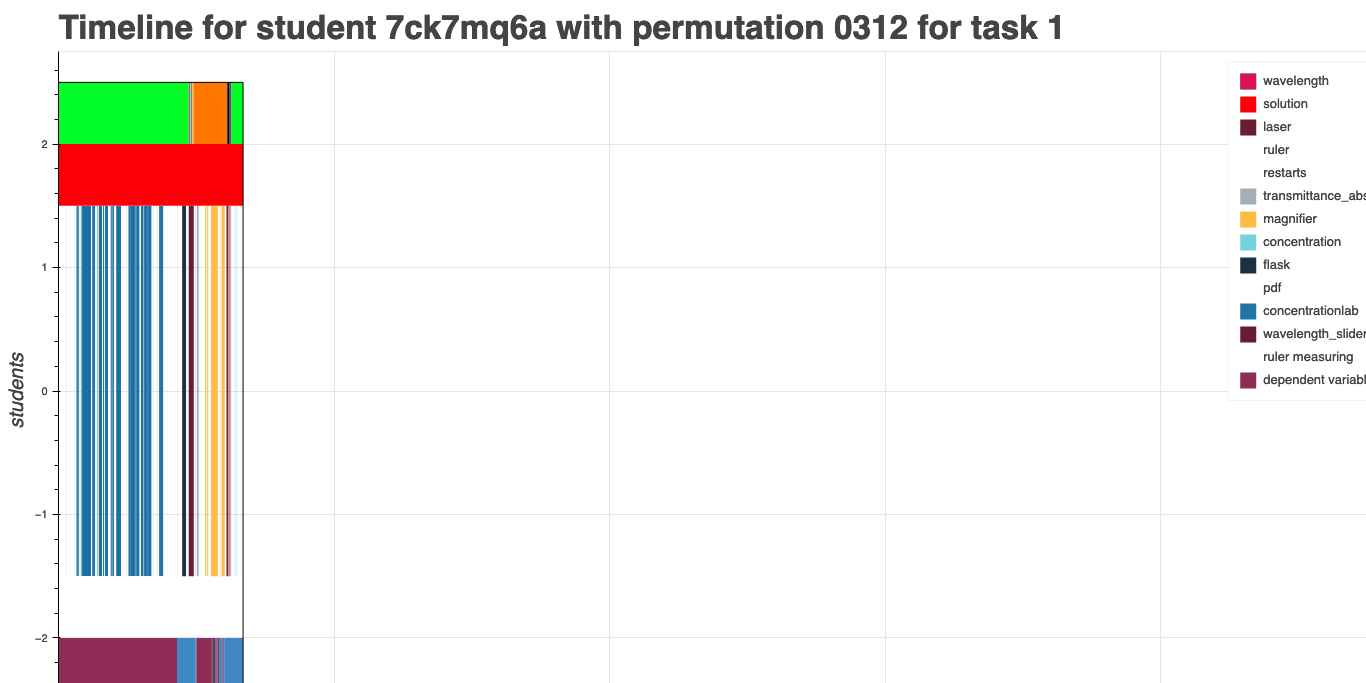 Timeline for student 7ck7mq6a with permutation 0312 for task 1
wavelength
solution
laser
ruler
restarts
transmittance_abs
magnifier
concentration
flask
pdf
concentrationlab
wavelength_slider
ruler measuring
dependent variabl
2
1
0
−1
−2
students